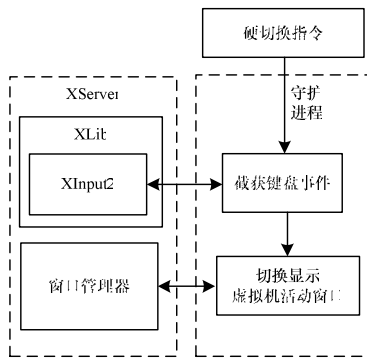 硬切换指令
XServer
守护
进程
XLib
XInput2
截获键盘事件
窗口管理器
切换显示
虚拟机活动窗口